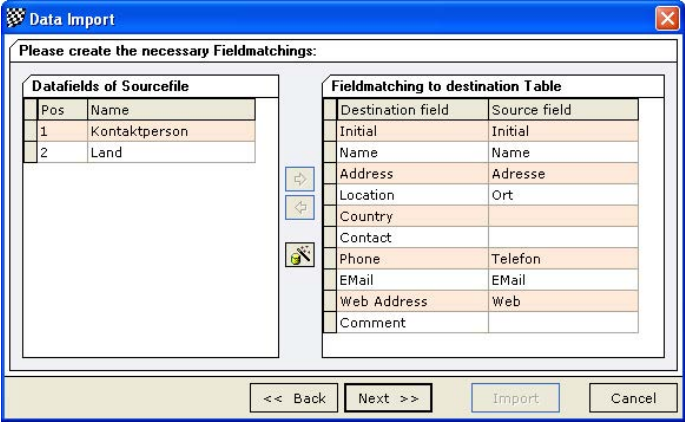 Data Import
Please create the necessary Fieldmatchings:
Datafields of Sourcefile
Pos Name
1 Kontaktperson
2 Land
Fieldmatching to destination Table
Destination field Source field
Initial Initial
Name Name
Address Adresse
Location Ort
Country
Contact
Phone Telefon
EMail EMail
Web Address Web
Comment
<< Back Next >> Import Cancel